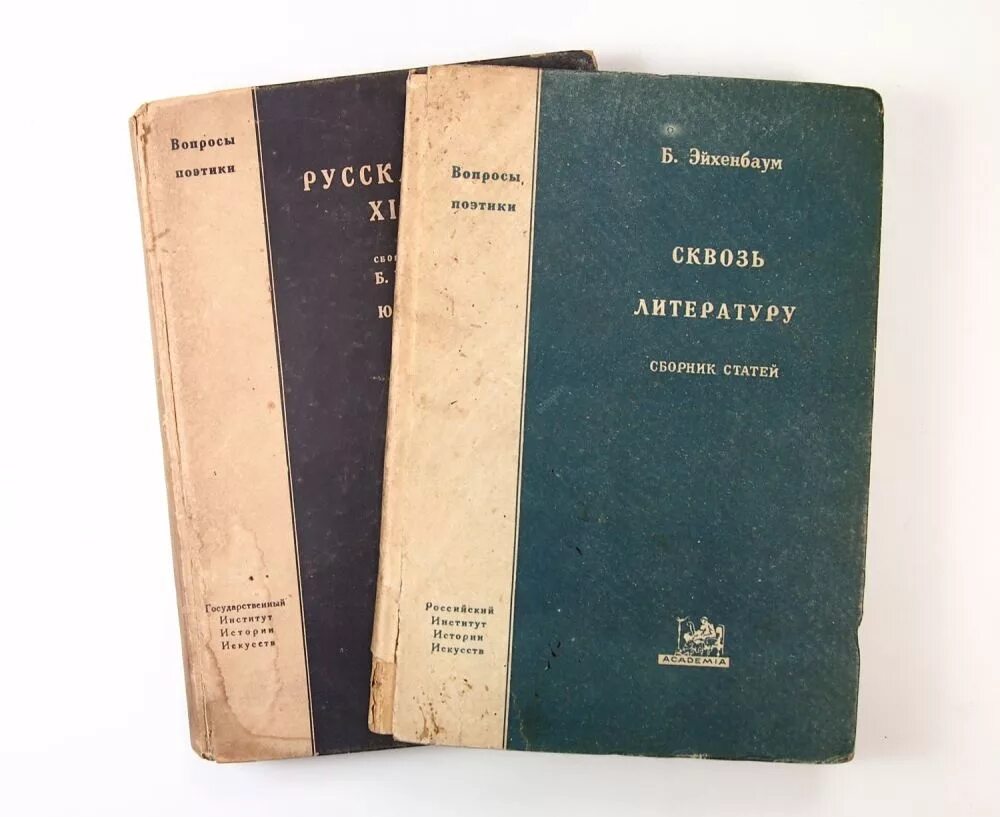 Вопросы
поэтики
РУССК
XI
СБО
Б.
Ю
Государственный
Институт
Истории
Искусств
Вопросы
поэтики
Б. Эйхенбаум
СКВОЗЬ
ЛИТЕРАТУРУ
СБОРНИК СТАТЕЙ
Российский
Институт
Истории
Искусств
ACADEMIA